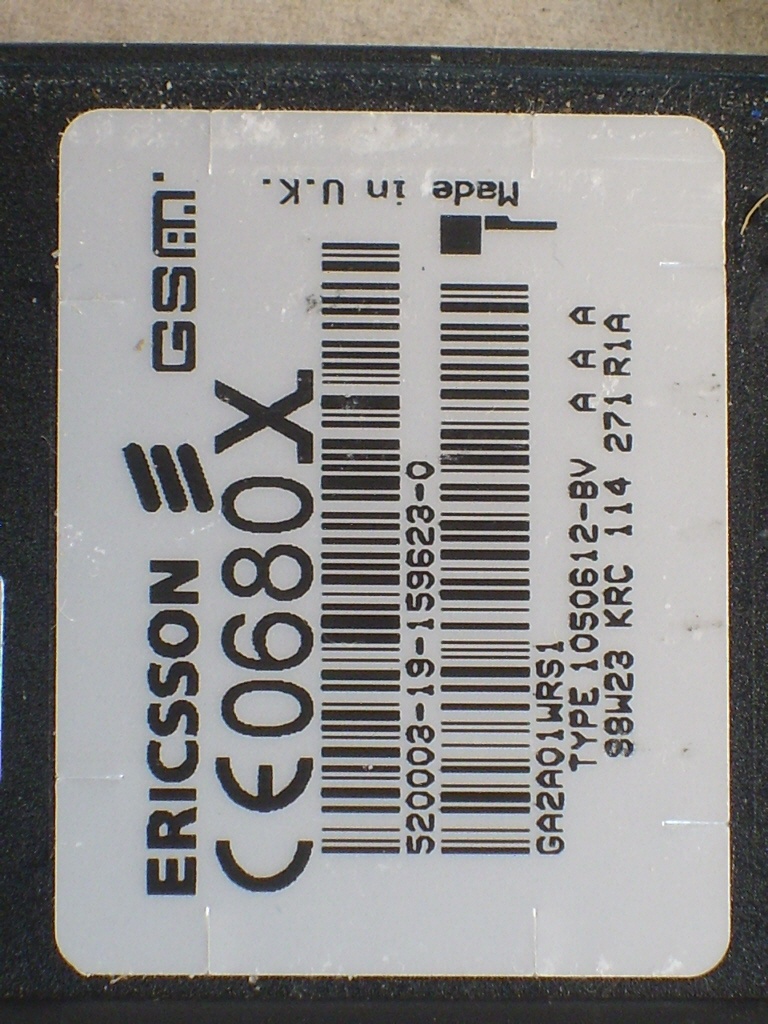 ERICSSON GSM
CE0680X
520003-19-159623-0
GA2A01WRS1
TYPE 1050612-BV A A A
98W23 KRC 114 271 R1A
Made in U.K.